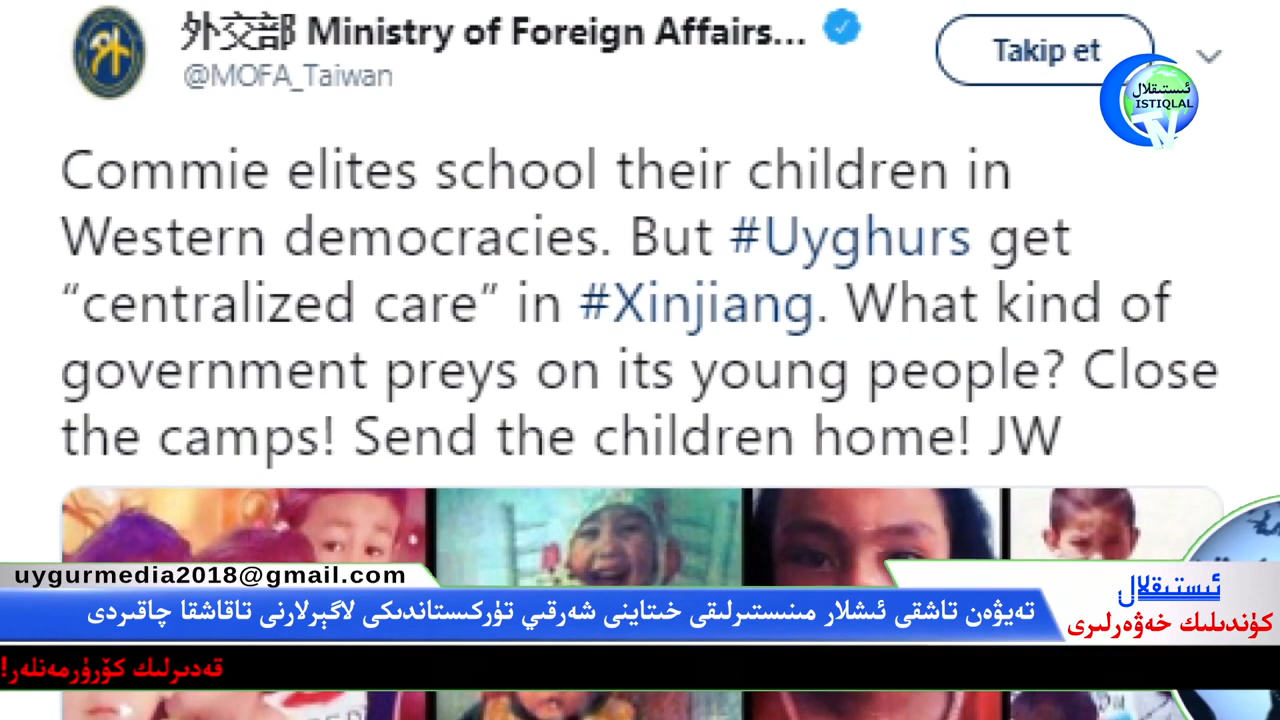 外交部 Ministry of Foreign Affairs...
@MOFA_Taiwan
Takip et
ئىستىقلال
ISTIQLAL
TV
Commie elites school their children in
Western democracies. But #Uyghurs get
“centralized care” in #Xinjiang. What kind of
government preys on its young people? Close
the camps! Send the children home! JW
uygurmedia2018@gmail.com
ئىستىقلال
كۈندىلىك خەۋەرلىرى
تەيۋەن تاشقى ئىشلار مىنىستىرلىقى خىتاينى شەرقىي تۈركىستاندىكى لاگېرلارنى تاقاشقا چاقىردى
قەدىرلىك كۆرۈرمەنلەر!